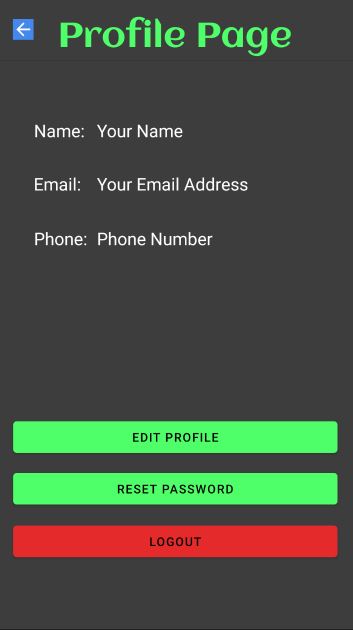 Profile Page
Name: Your Name
Email: Your Email Address
Phone: Phone Number
EDIT PROFILE
RESET PASSWORD
LOGOUT